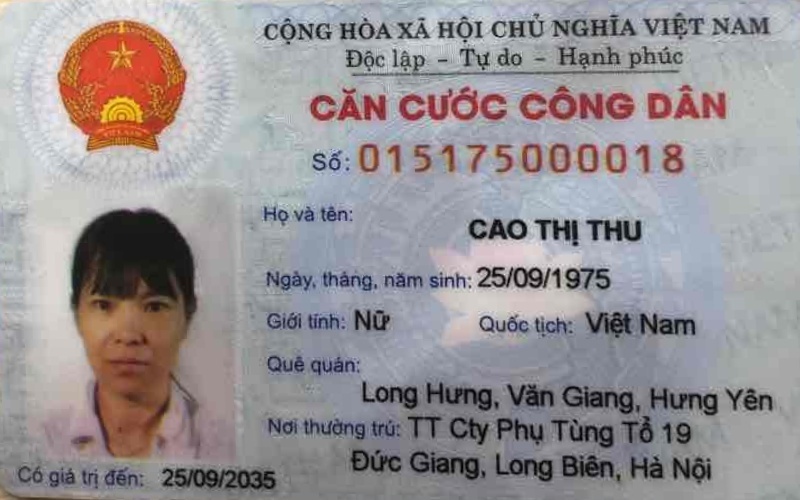 CỘNG HÒA XÃ HỘI CHỦ NGHĨA VIỆT NAM
Độc lập - Tự do - Hạnh phúc
CĂN CƯỚC CÔNG DÂN
Số: 015175000018
Họ và tên:
CAO THỊ THU
Ngày, tháng, năm sinh: 25/09/1975
Giới tính: Nữ Quốc tịch: Việt Nam
Quê quán:
Long Hưng, Văn Giang, Hưng Yên
Nơi thường trú: TT Cty Phụ Tùng Tổ 19
Đức Giang, Long Biên, Hà Nội
Có giá trị đến: 25/09/2035
VIỆT NAM